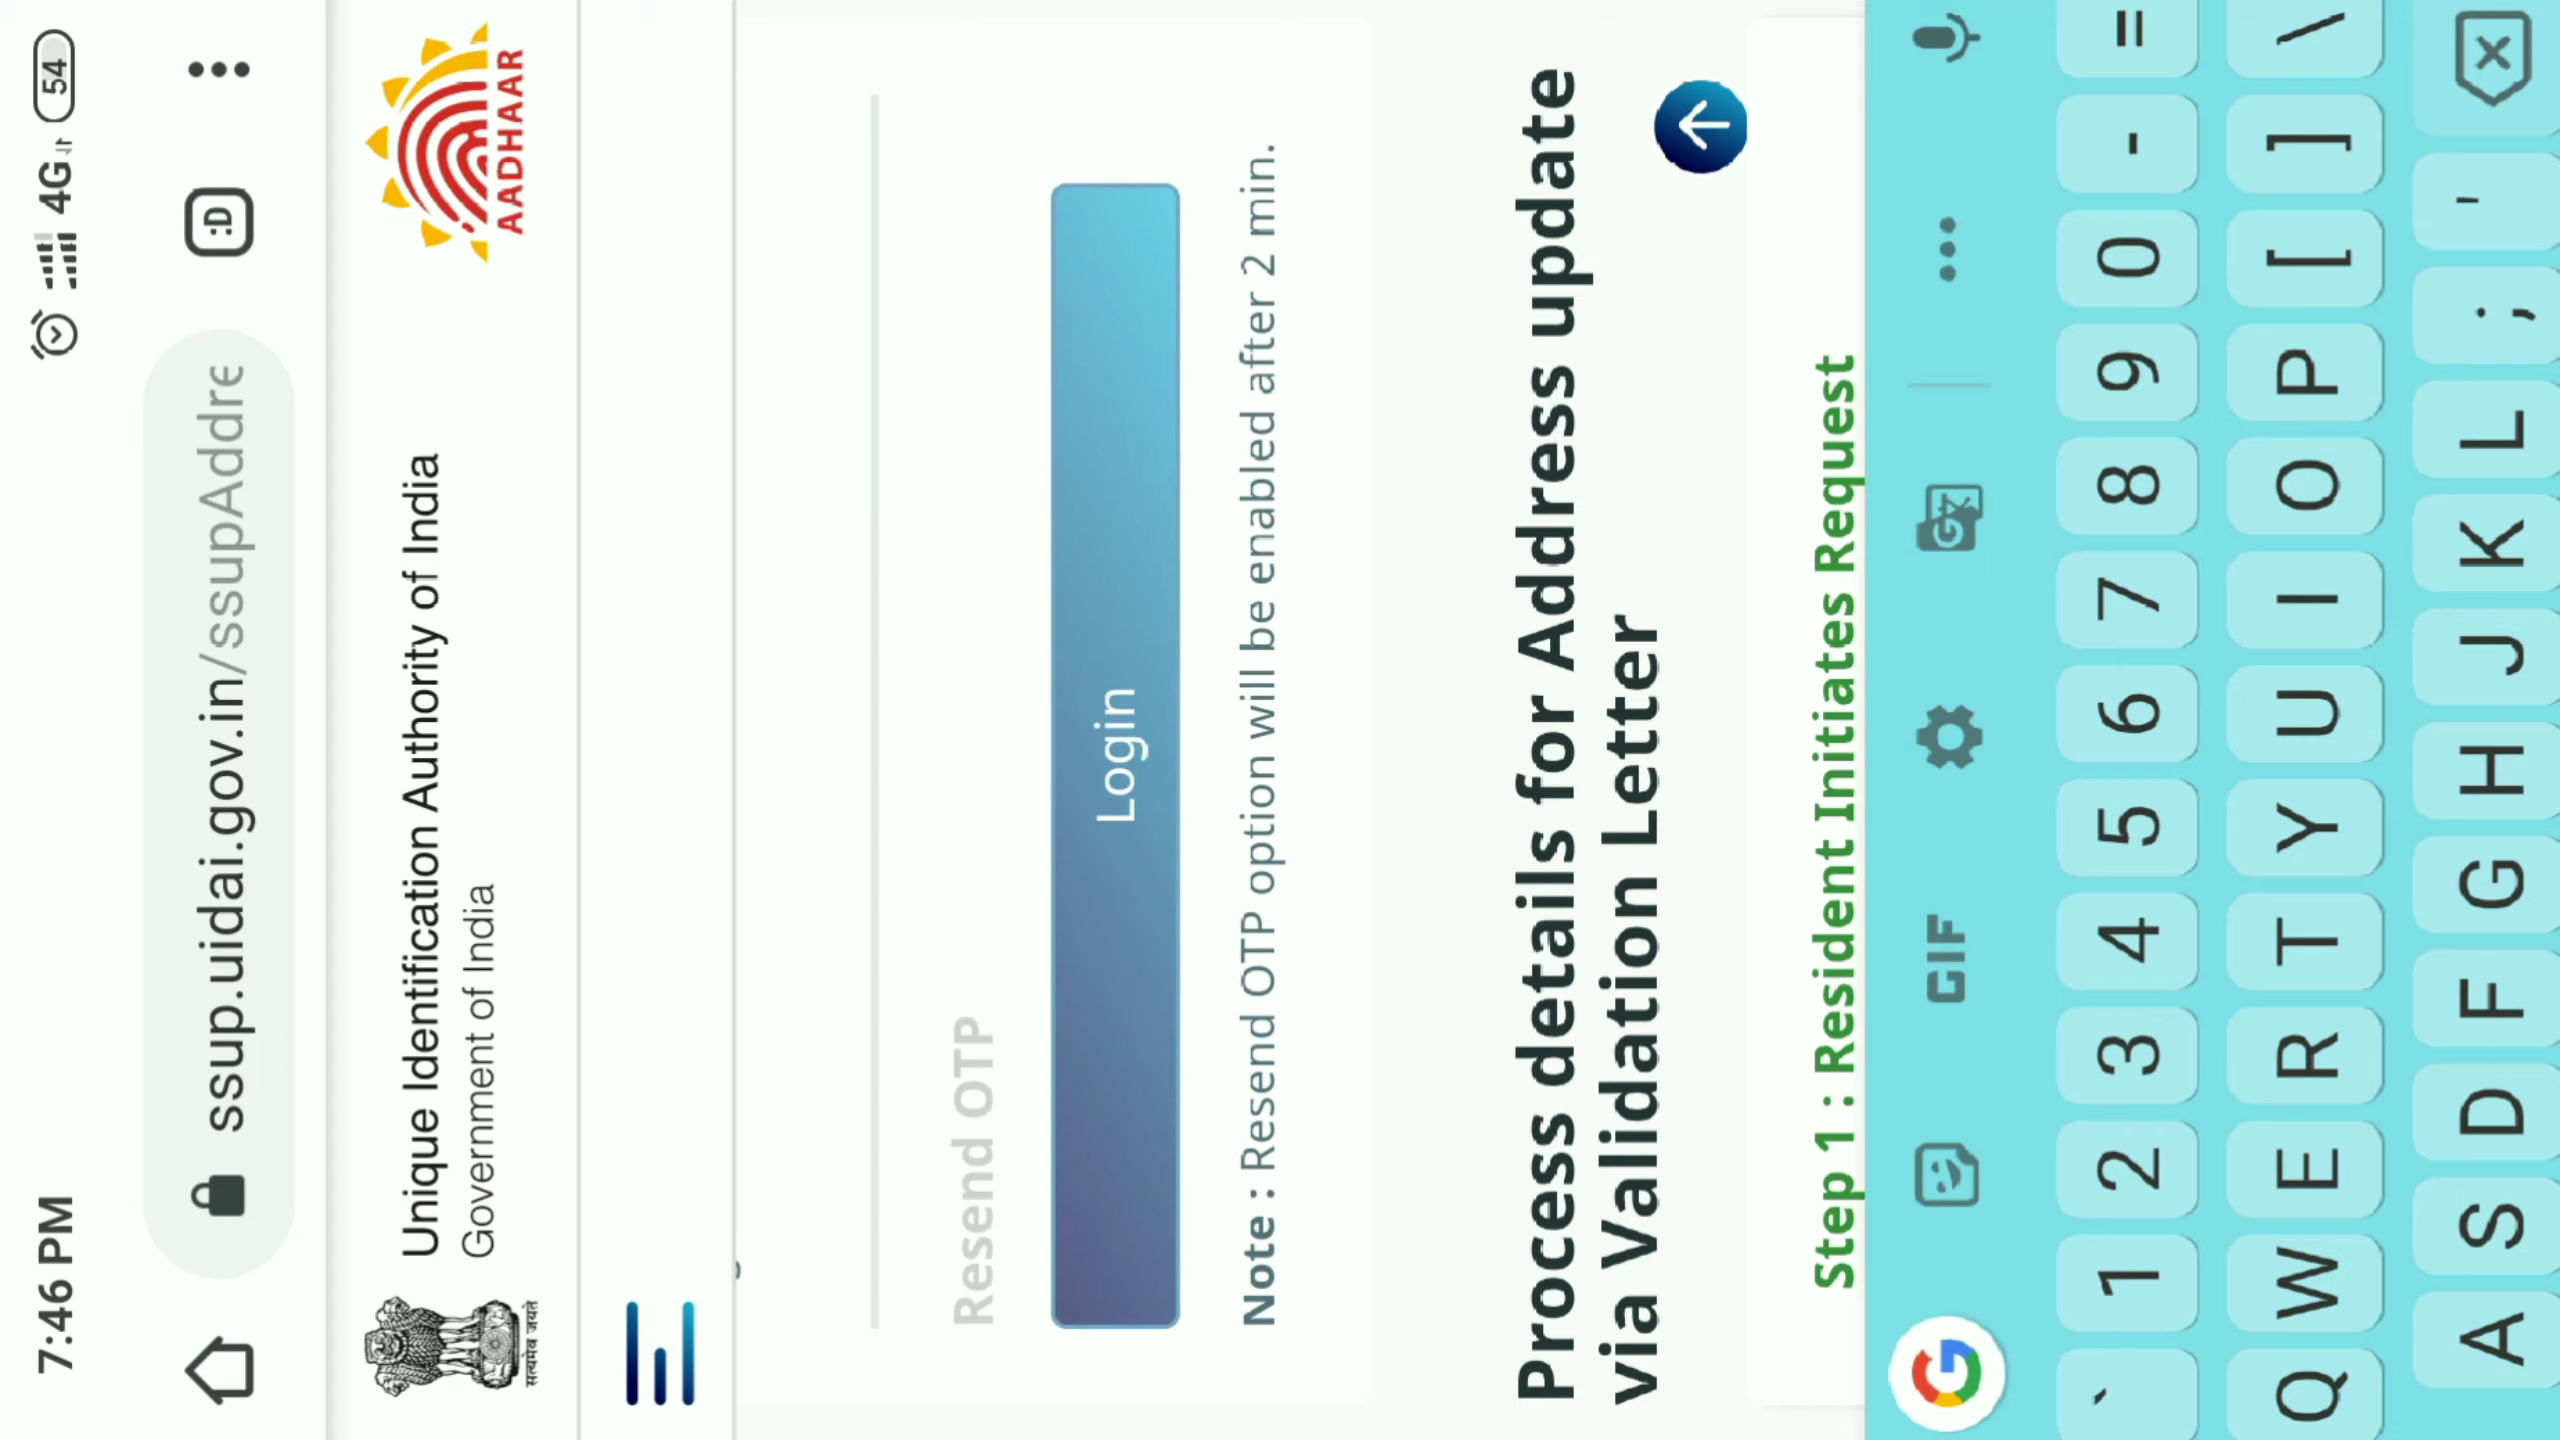 7:46 PM
4G
54
ssup.uidai.gov.in/ssupAddre
:D
सत्यमेव जयते
Unique Identification Authority of India
Government of India
AADHAAR
Resend OTP
Login
Note : Resend OTP option will be enabled after 2 min.
Process details for Address update
via Validation Letter
Step 1 : Resident Initiates Request
GIF
` 1 2 3 4 5 6 7 8 9 0 - =
Q W E R T Y U I O P [ ] \
A S D F G H J K L ; '